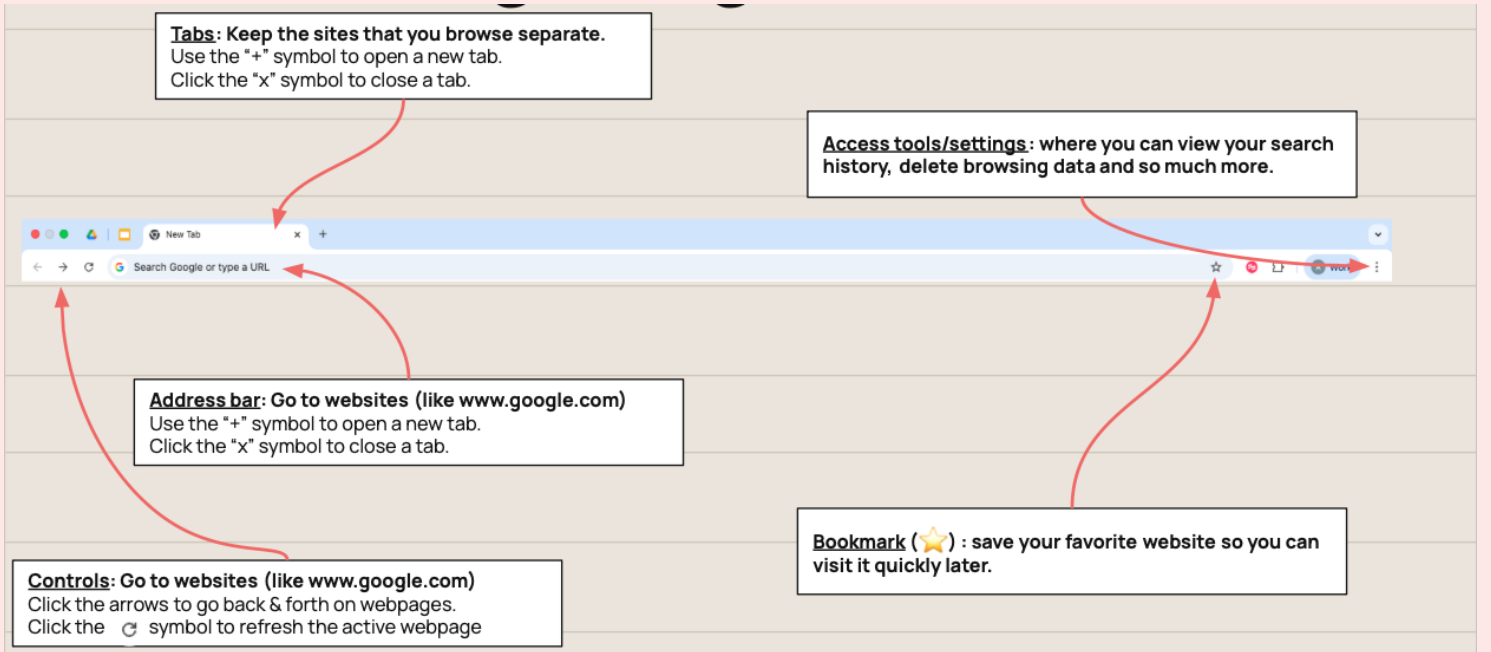 Tabs: Keep the sites that you browse separate.
Use the “+” symbol to open a new tab.
Click the “x” symbol to close a tab.
Access tools/settings: where you can view your search
history, delete browsing data and so much more.
New Tab
Search Google or type a URL
Address bar: Go to websites (like www.google.com)
Use the “+” symbol to open a new tab.
Click the “x” symbol to close a tab.
Bookmark (⭐) : save your favorite website so you can
visit it quickly later.
Controls: Go to websites (like www.google.com)
Click the arrows to go back & forth on webpages.
Click the symbol to refresh the active webpage